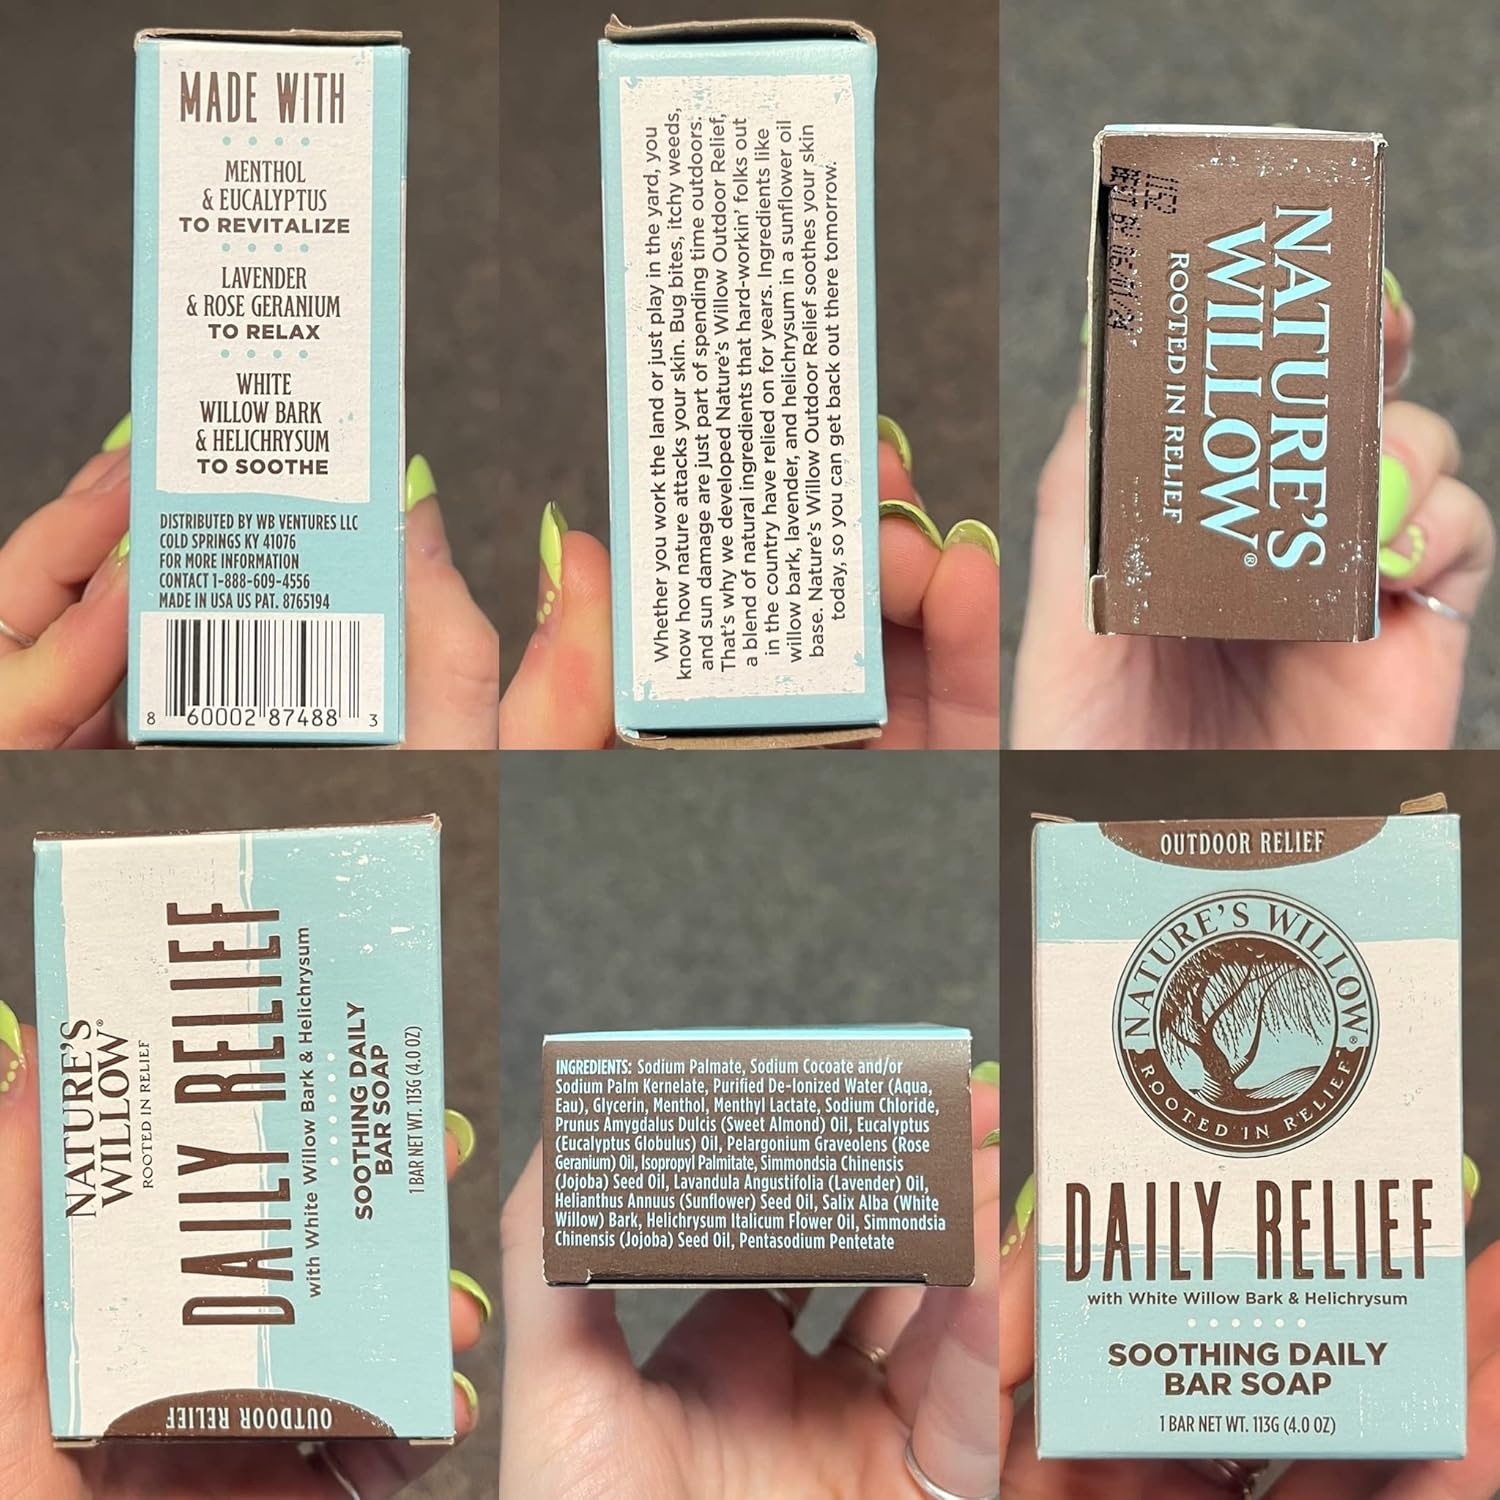 MADE WITH
MENTHOL
& EUCALYPTUS
TO REVITALIZE
LAVENDER
& ROSE GERANIUM
TO RELAX
WHITE
WILLOW BARK
& HELICHRYSUM
TO SOOTHE
DISTRIBUTED BY WB VENTURES LLC
COLD SPRINGS KY 41076
FOR MORE INFORMATION
CONTACT 1-888-609-4556
MADE IN USA US PAT. 8765194
8 60002 87488 3
Whether you work the land or just play in the yard, you
know how nature attacks your skin. Bug bites, itchy weeds,
and sun damage are just part of spending time outdoors.
That's why we developed Nature's Willow Outdoor Relief,
a blend of natural ingredients that hard-workin' folks out
in the country have relied on for years. Ingredients like
willow bark, lavender, and helichrysum in a sunflower oil
base. Nature's Willow Outdoor Relief soothes your skin
today, so you can get back out there tomorrow.
NATURE'S
WILLOW®
ROOTED IN RELIEF
BY 06/01/24
NATURE'S
WILLOW®
ROOTED IN RELIEF
DAILY RELIEF
with White Willow Bark & Helichrysum
SOOTHING DAILY
BAR SOAP
1 BAR NET WT. 113G (4.0 OZ)
OUTDOOR RELIEF
INGREDIENTS: Sodium Palmate, Sodium Cocoate and/or
Sodium Palm Kernelate, Purified De-Ionized Water (Aqua,
Eau), Glycerin, Menthol, Menthyl Lactate, Sodium Chloride,
Prunus Amygdalus Dulcis (Sweet Almond) Oil, Eucalyptus
(Eucalyptus Globulus) Oil, Pelargonium Graveolens (Rose
Geranium) Oil, Isopropyl Palmitate, Simmondsia Chinensis
(Jojoba) Seed Oil, Lavandula Angustifolia (Lavender) Oil,
Helianthus Annuus (Sunflower) Seed Oil, Salix Alba (White
Willow) Bark, Helichrysum Italicum Flower Oil, Simmondsia
Chinensis (Jojoba) Seed Oil, Pentasodium Pentetate
OUTDOOR RELIEF
NATURE'S WILLOW®
ROOTED IN RELIEF
DAILY RELIEF
with White Willow Bark & Helichrysum
SOOTHING DAILY
BAR SOAP
1 BAR NET WT. 113G (4.0 OZ)